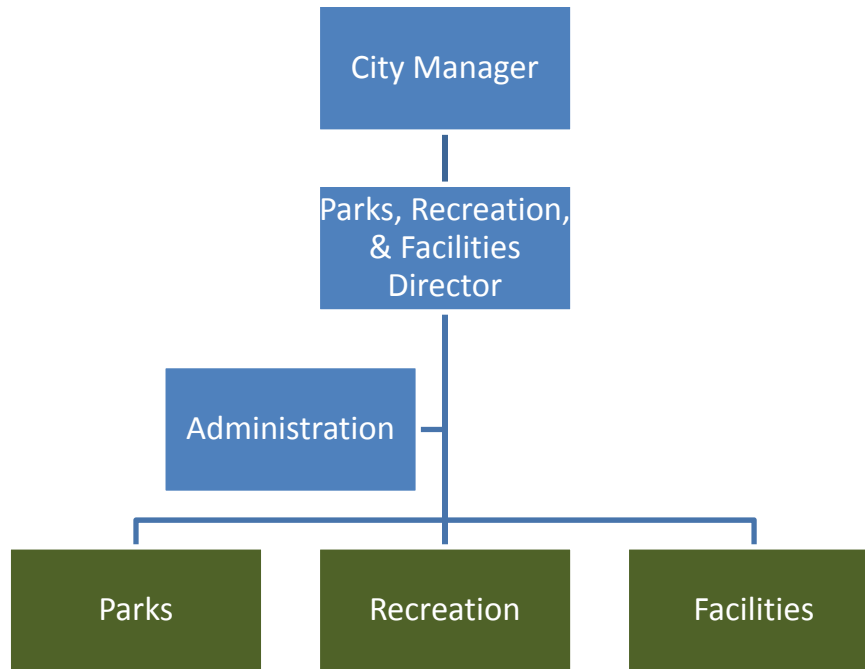 City Manager
Parks, Recreation,
& Facilities
Director
Administration
Parks
Recreation
Facilities